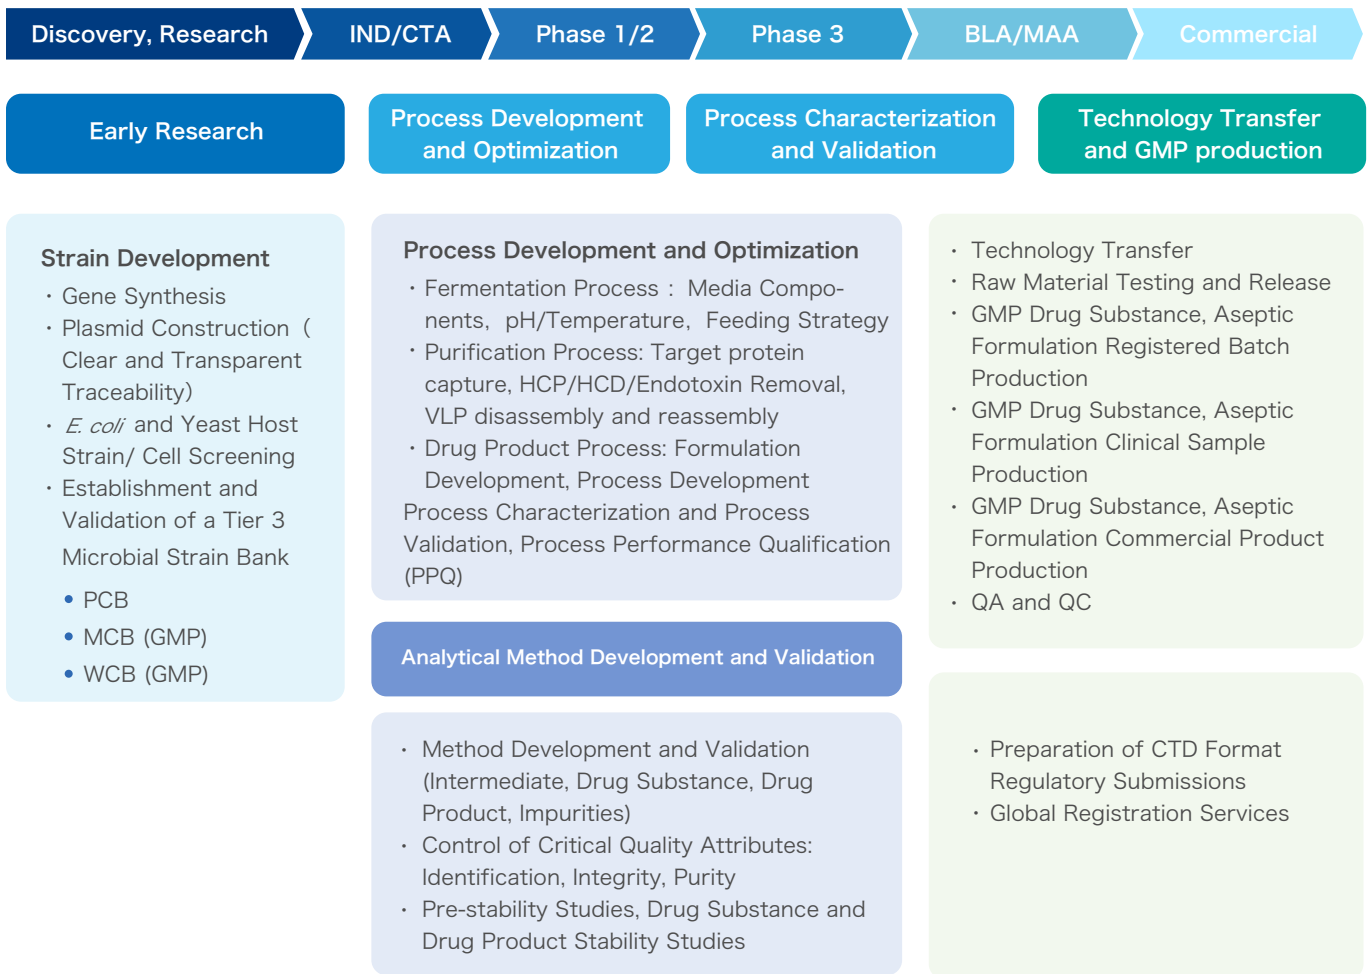 Discovery, Research
IND/CTA
Phase 1/2
Phase 3
BLA/MAA
Commercial
Early Research
Process Development
and Optimization
Process Characterization
and Validation
Technology Transfer
and GMP production
Strain Development
· Gene Synthesis
· Plasmid Construction（
Clear and Transparent
Traceability）
· E. coli and Yeast Host
Strain/ Cell Screening
· Establishment and
Validation of a Tier 3
Microbial Strain Bank
• PCB
• MCB (GMP)
• WCB (GMP)
Process Development and Optimization
· Fermentation Process： Media Compo-
nents， pH/Temperature， Feeding Strategy
· Purification Process: Target protein
capture, HCP/HCD/Endotoxin Removal,
VLP disassembly and reassembly
· Drug Product Process: Formulation
Development, Process Development
Process Characterization and Process
Validation, Process Performance Qualification
(PPQ)
Analytical Method Development and Validation
· Method Development and Validation
(Intermediate, Drug Substance, Drug
Product, Impurities)
· Control of Critical Quality Attributes:
Identification, Integrity, Purity
· Pre-stability Studies, Drug Substance and
Drug Product Stability Studies
· Technology Transfer
· Raw Material Testing and Release
· GMP Drug Substance, Aseptic
Formulation Registered Batch
Production
· GMP Drug Substance, Aseptic
Formulation Clinical Sample
Production
· GMP Drug Substance, Aseptic
Formulation Commercial Product
Production
· QA and QC
· Preparation of CTD Format
Regulatory Submissions
· Global Registration Services